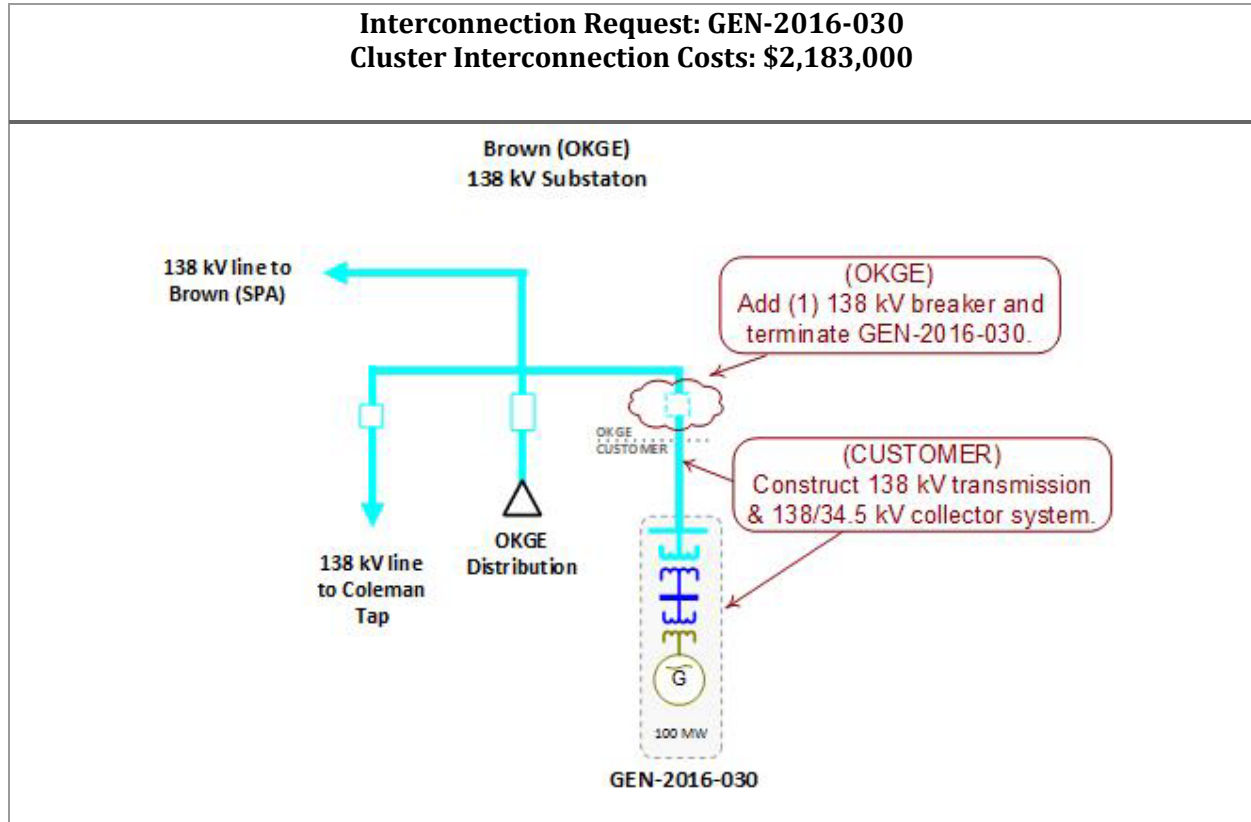 Interconnection Request: GEN-2016-030
Cluster Interconnection Costs: $2,183,000
Brown (OKGE)
138 kV Substaton
138 kV line to
Brown (SPA)
(OKGE)
Add (1) 138 kV breaker and
terminate GEN-2016-030.
OKGE
CUSTOMER
(CUSTOMER)
Construct 138 kV transmission
& 138/34.5 kV collector system.
138 kV line
to Coleman
Tap
OKGE
Distribution
G
100 MW
GEN-2016-030